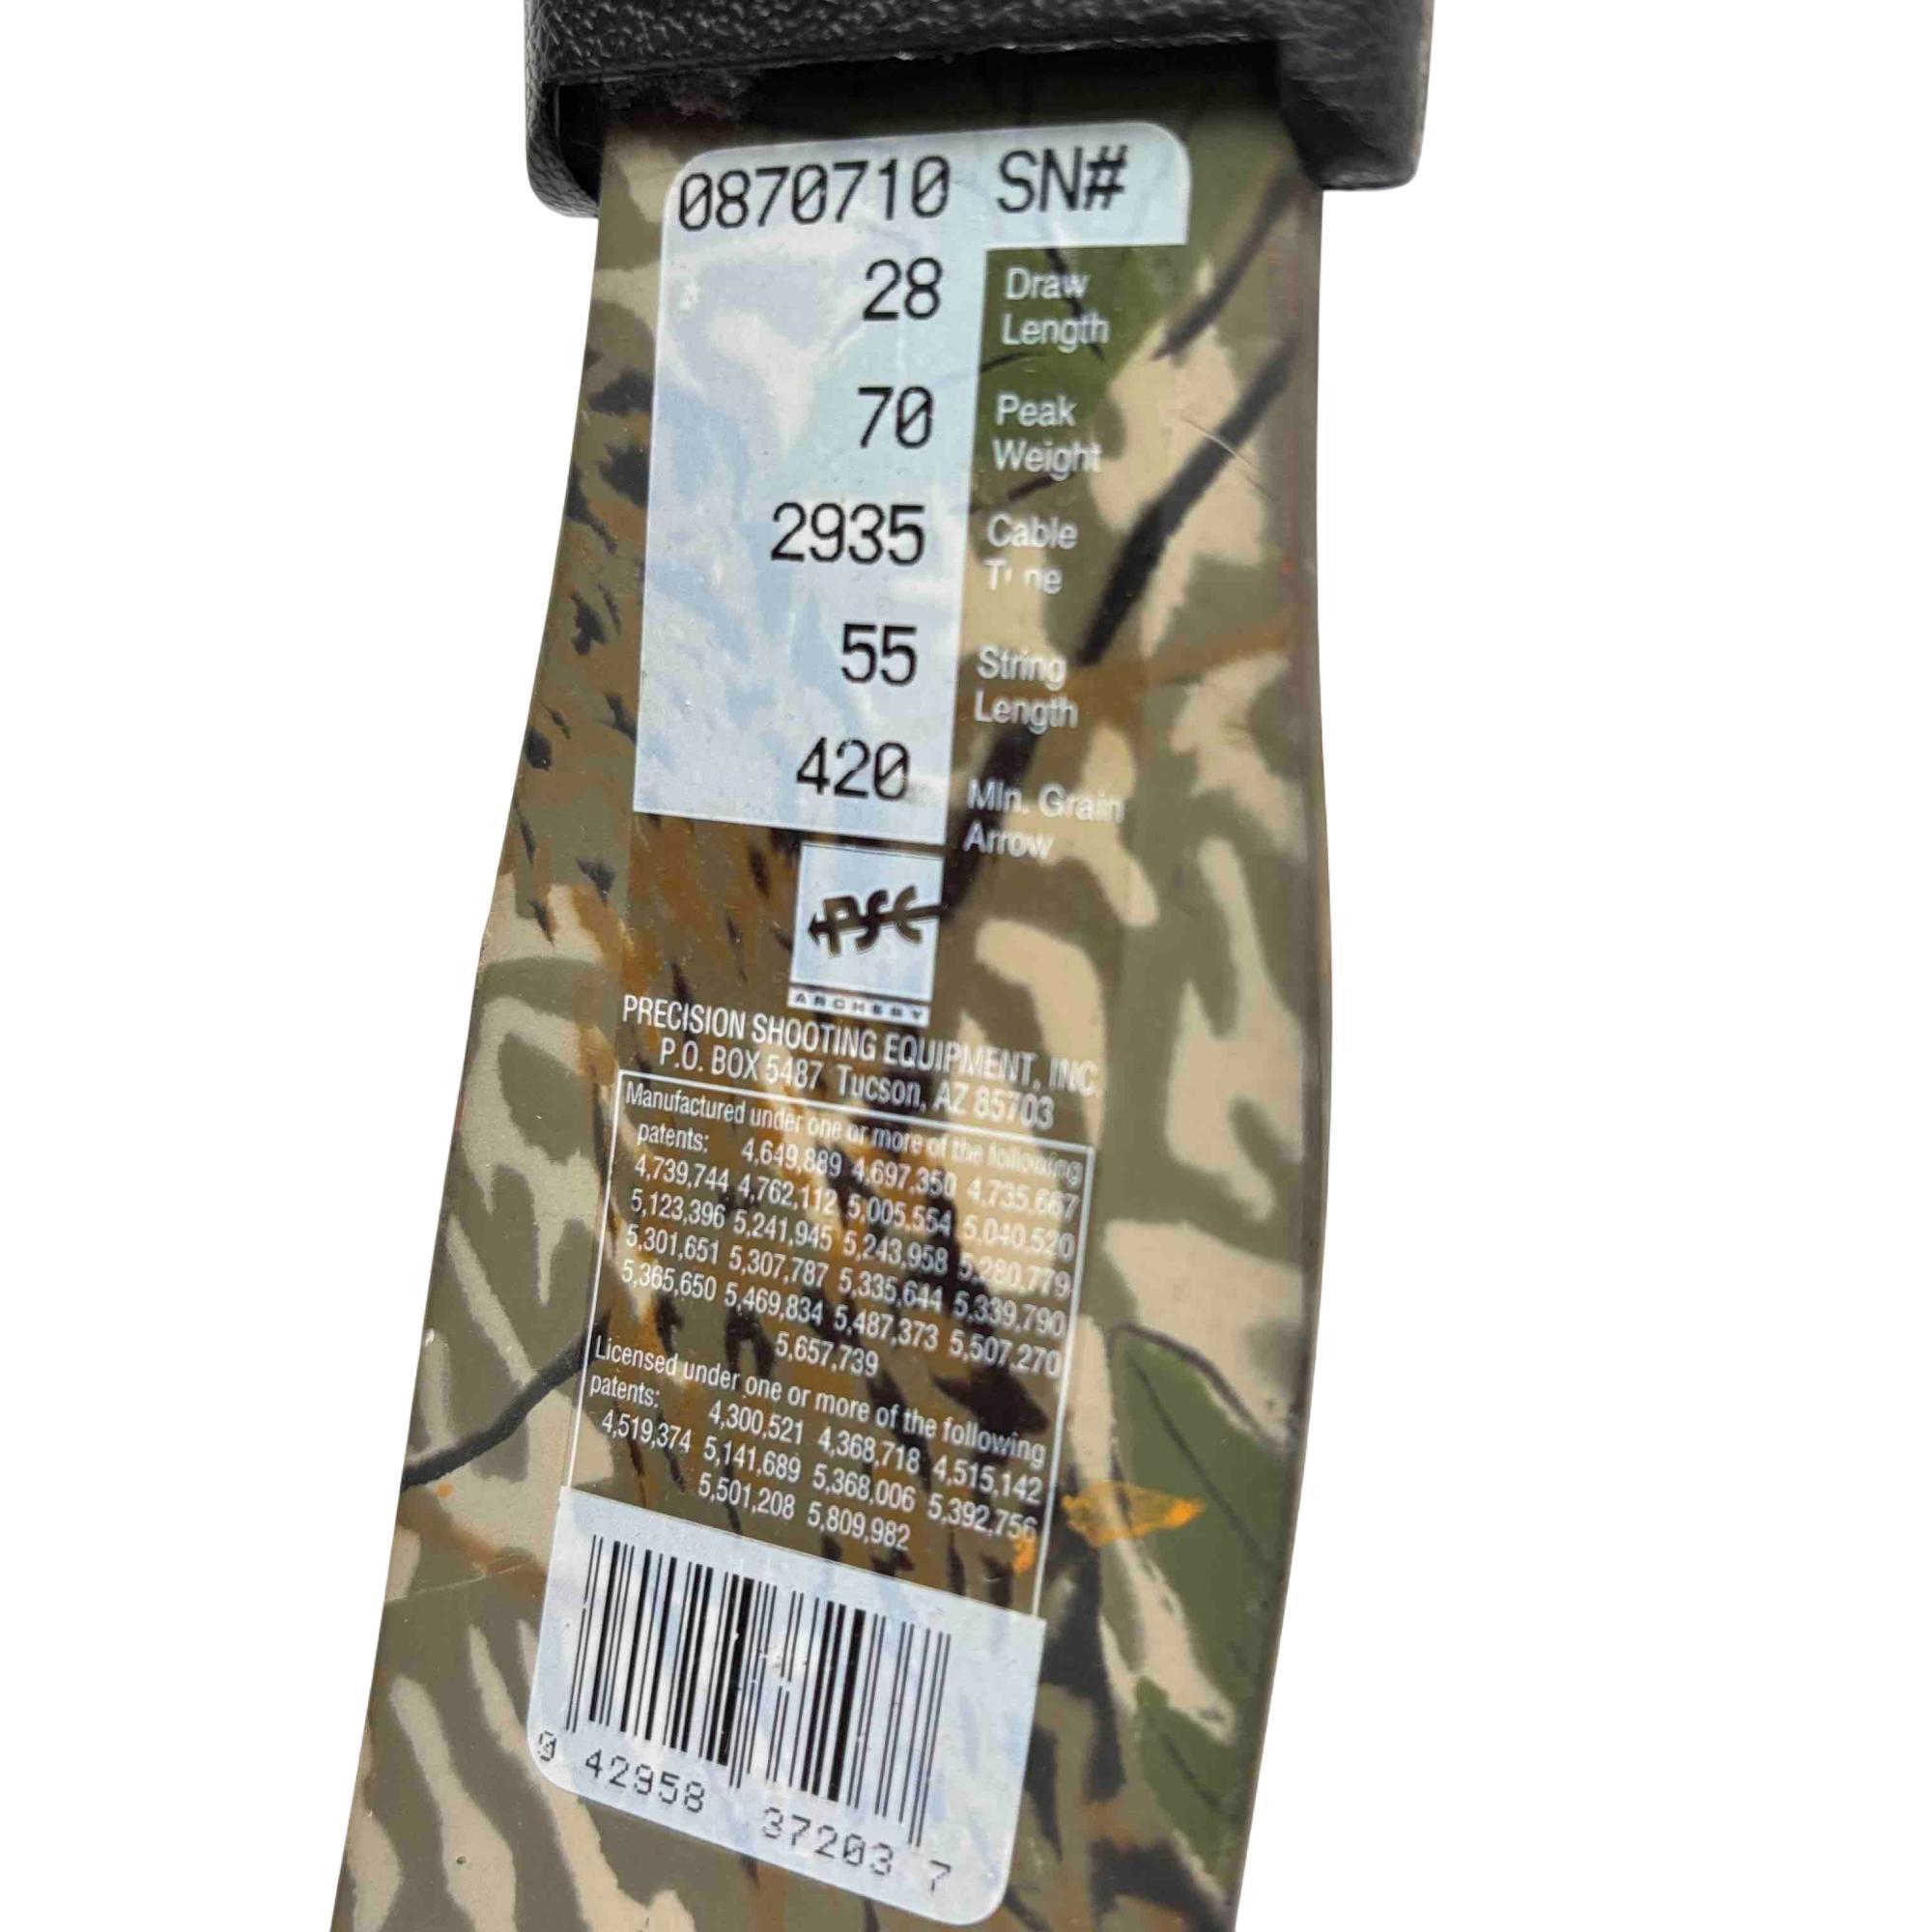 0870710 SN#
28 Draw
Length
70 Peak
Weight
2935 Cable
55 String
Length
420 Min. Grain
Arrow
PSE
ARCHERY
PRECISION SHOOTING EQUIPMENT, INC.
P.O. BOX 5487 Tucson, AZ 85703
Manufactured under one or more of the following
patents: 4,649,889 4,697,350 4,735,667
4,739,744 4,762,112 5,005,554 5,040,520
5,123,396 5,241,945 5,243,958 5,280,779
5,301,651 5,307,787 5,335,644 5,339,790
5,365,650 5,469,834 5,487,373 5,507,270
5,657,739
Licensed under one or more of the following
patents: 4,300,521 4,368,718 4,515,142
4,519,374 5,141,689 5,368,006 5,392,756
5,501,208 5,809,982
0 42958 37203 7